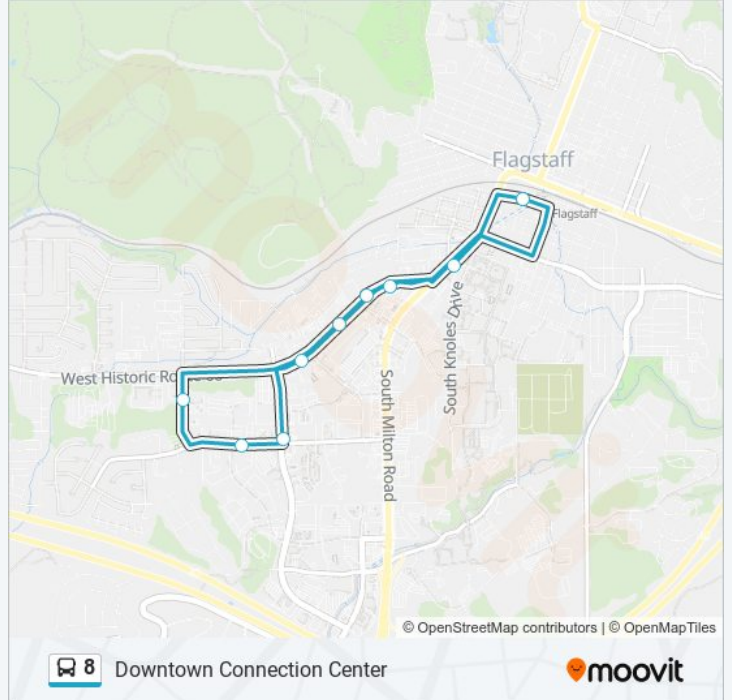 Flagstaff
Flagstaff
South Knoles Drive
West Historic Ro
South Milton Road
© OpenStreetMap contributors | © OpenMapTiles
8 Downtown Connection Center
moovit